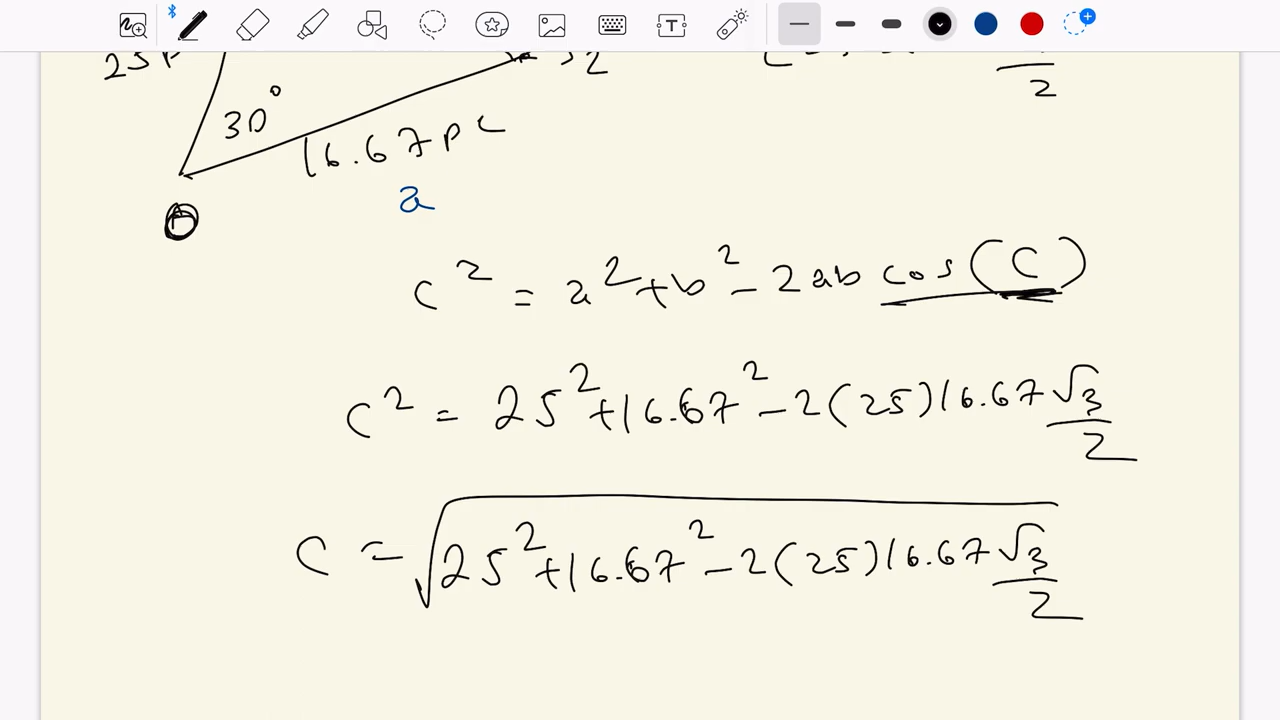 30°
16.67pc
a
2
c² = a² + b² - 2ab cos(C)
c² = 25² + 16.67² - 2(25)16.67 √3/2
c = √(25² + 16.67² - 2(25)16.67 √3/2)